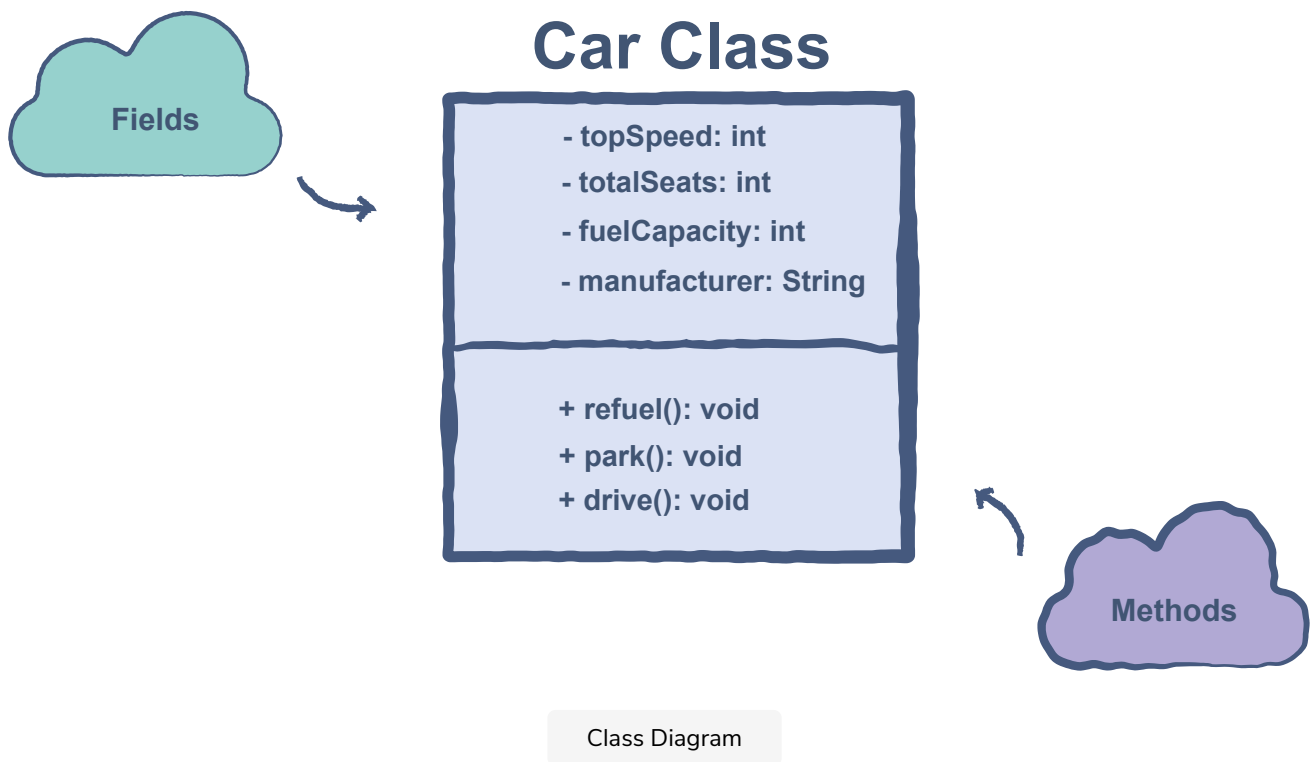 Car Class
Fields
- topSpeed: int
- totalSeats: int
- fuelCapacity: int
- manufacturer: String
+ refuel(): void
+ park(): void
+ drive(): void
Methods
Class Diagram